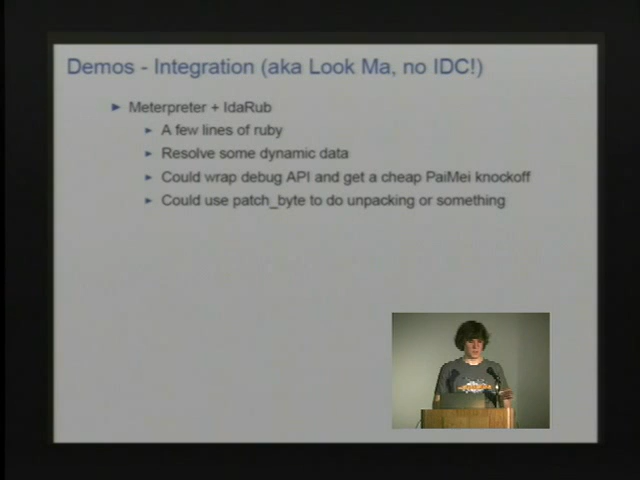 Demos - Integration (aka Look Ma, no IDC!)
Meterpreter + IdaRub
A few lines of ruby
Resolve some dynamic data
Could wrap debug API and get a cheap PaiMei knockoff
Could use patch_byte to do unpacking or something